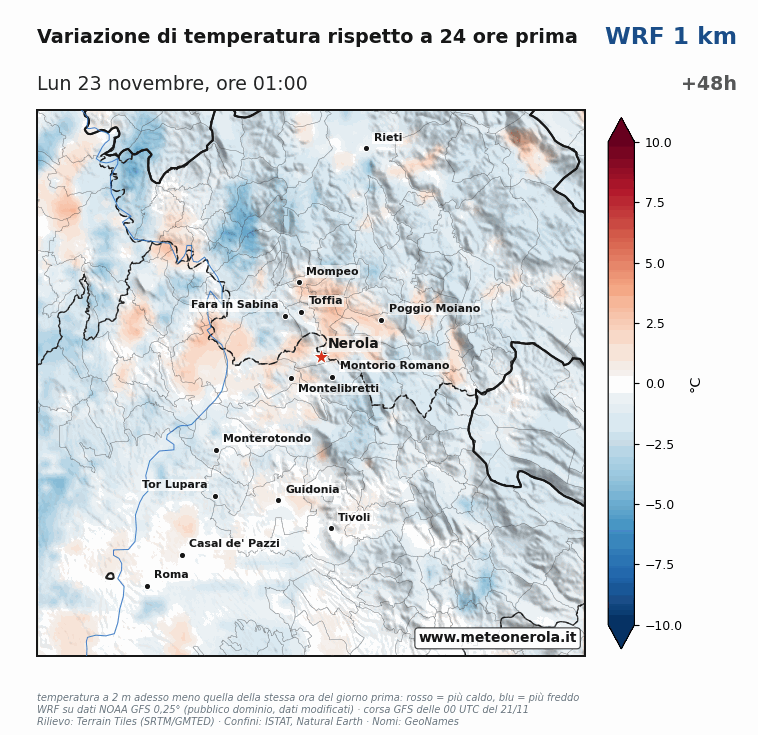 Variazione di temperatura rispetto a 24 ore prima
WRF 1 km
Lun 23 novembre, ore 01:00
+48h
Rieti
Mompeo
Fara in Sabina
Toffia
Poggio Moiano
Nerola
Montorio Romano
Montelibretti
Monterotondo
Tor Lupara
Guidonia
Tivoli
Casal de' Pazzi
Roma
www.meteonerola.it
10.0
7.5
5.0
2.5
0.0
−2.5
−5.0
−7.5
−10.0
°C
temperatura a 2 m adesso meno quella della stessa ora del giorno prima: rosso = più caldo, blu = più freddo
WRF su dati NOAA GFS 0,25° (pubblico dominio, dati modificati) · corsa GFS delle 00 UTC del 21/11
Rilievo: Terrain Tiles (SRTM/GMTED) · Confini: ISTAT, Natural Earth · Nomi: GeoNames